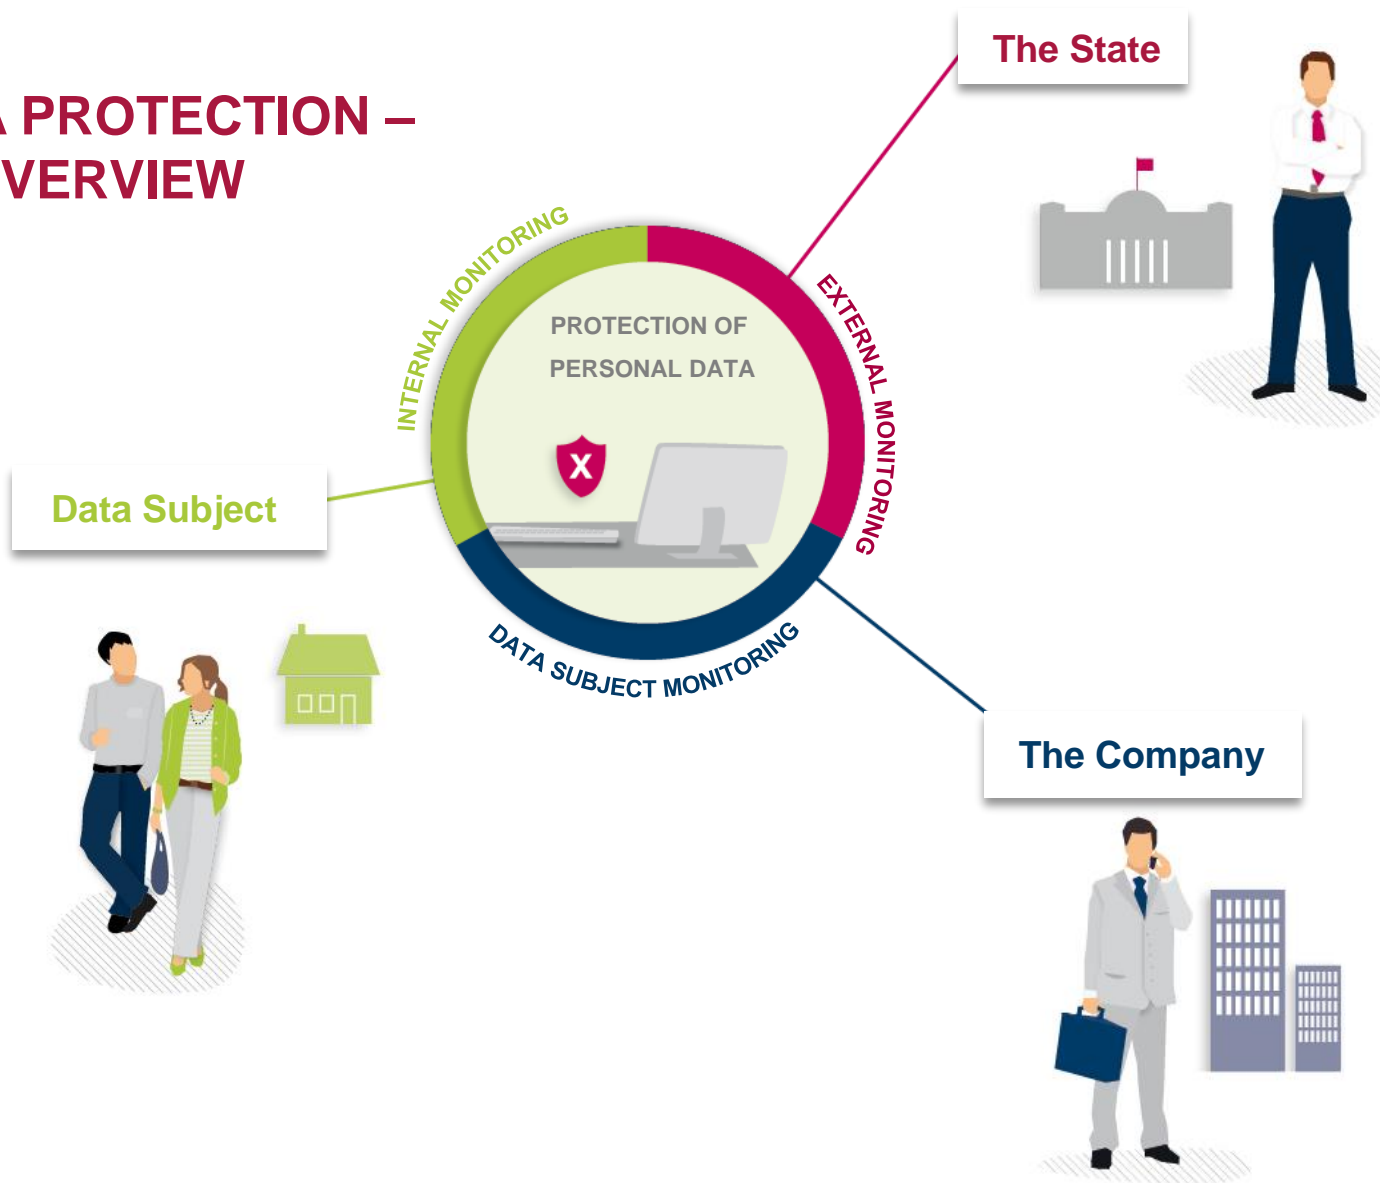 The State
A PROTECTION –
VERVIEW
INTERNAL MONITORING
EXTERNAL MONITORING
PROTECTION OF
PERSONAL DATA
X
Data Subject
DATA SUBJECT MONITORING
The Company